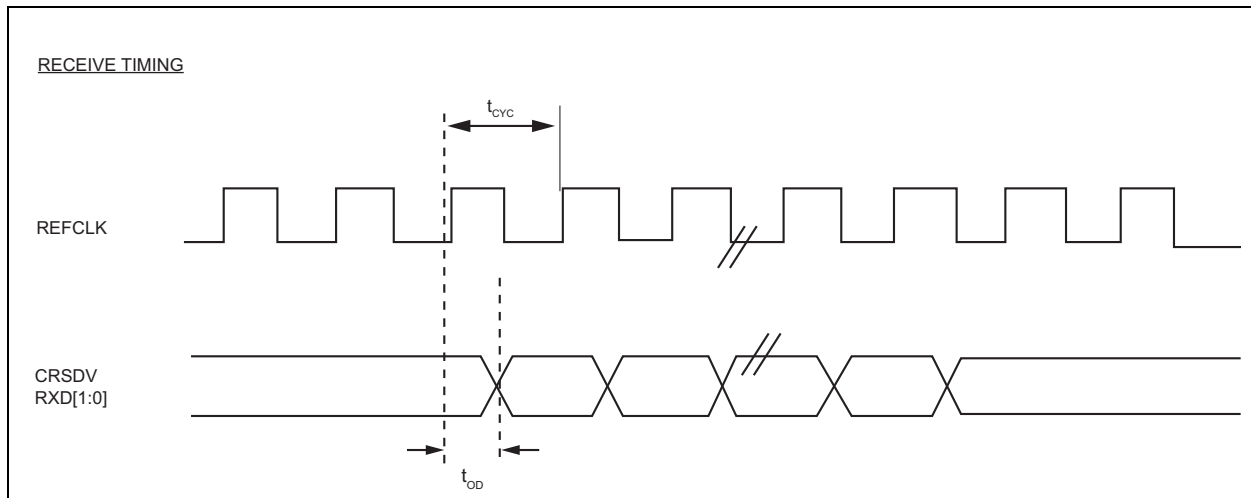 RECEIVE TIMING
tCYC
REFCLK
CRSDV
RXD[1:0]
tOD